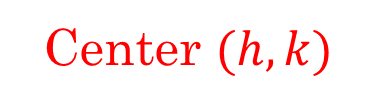 Center (h, k)